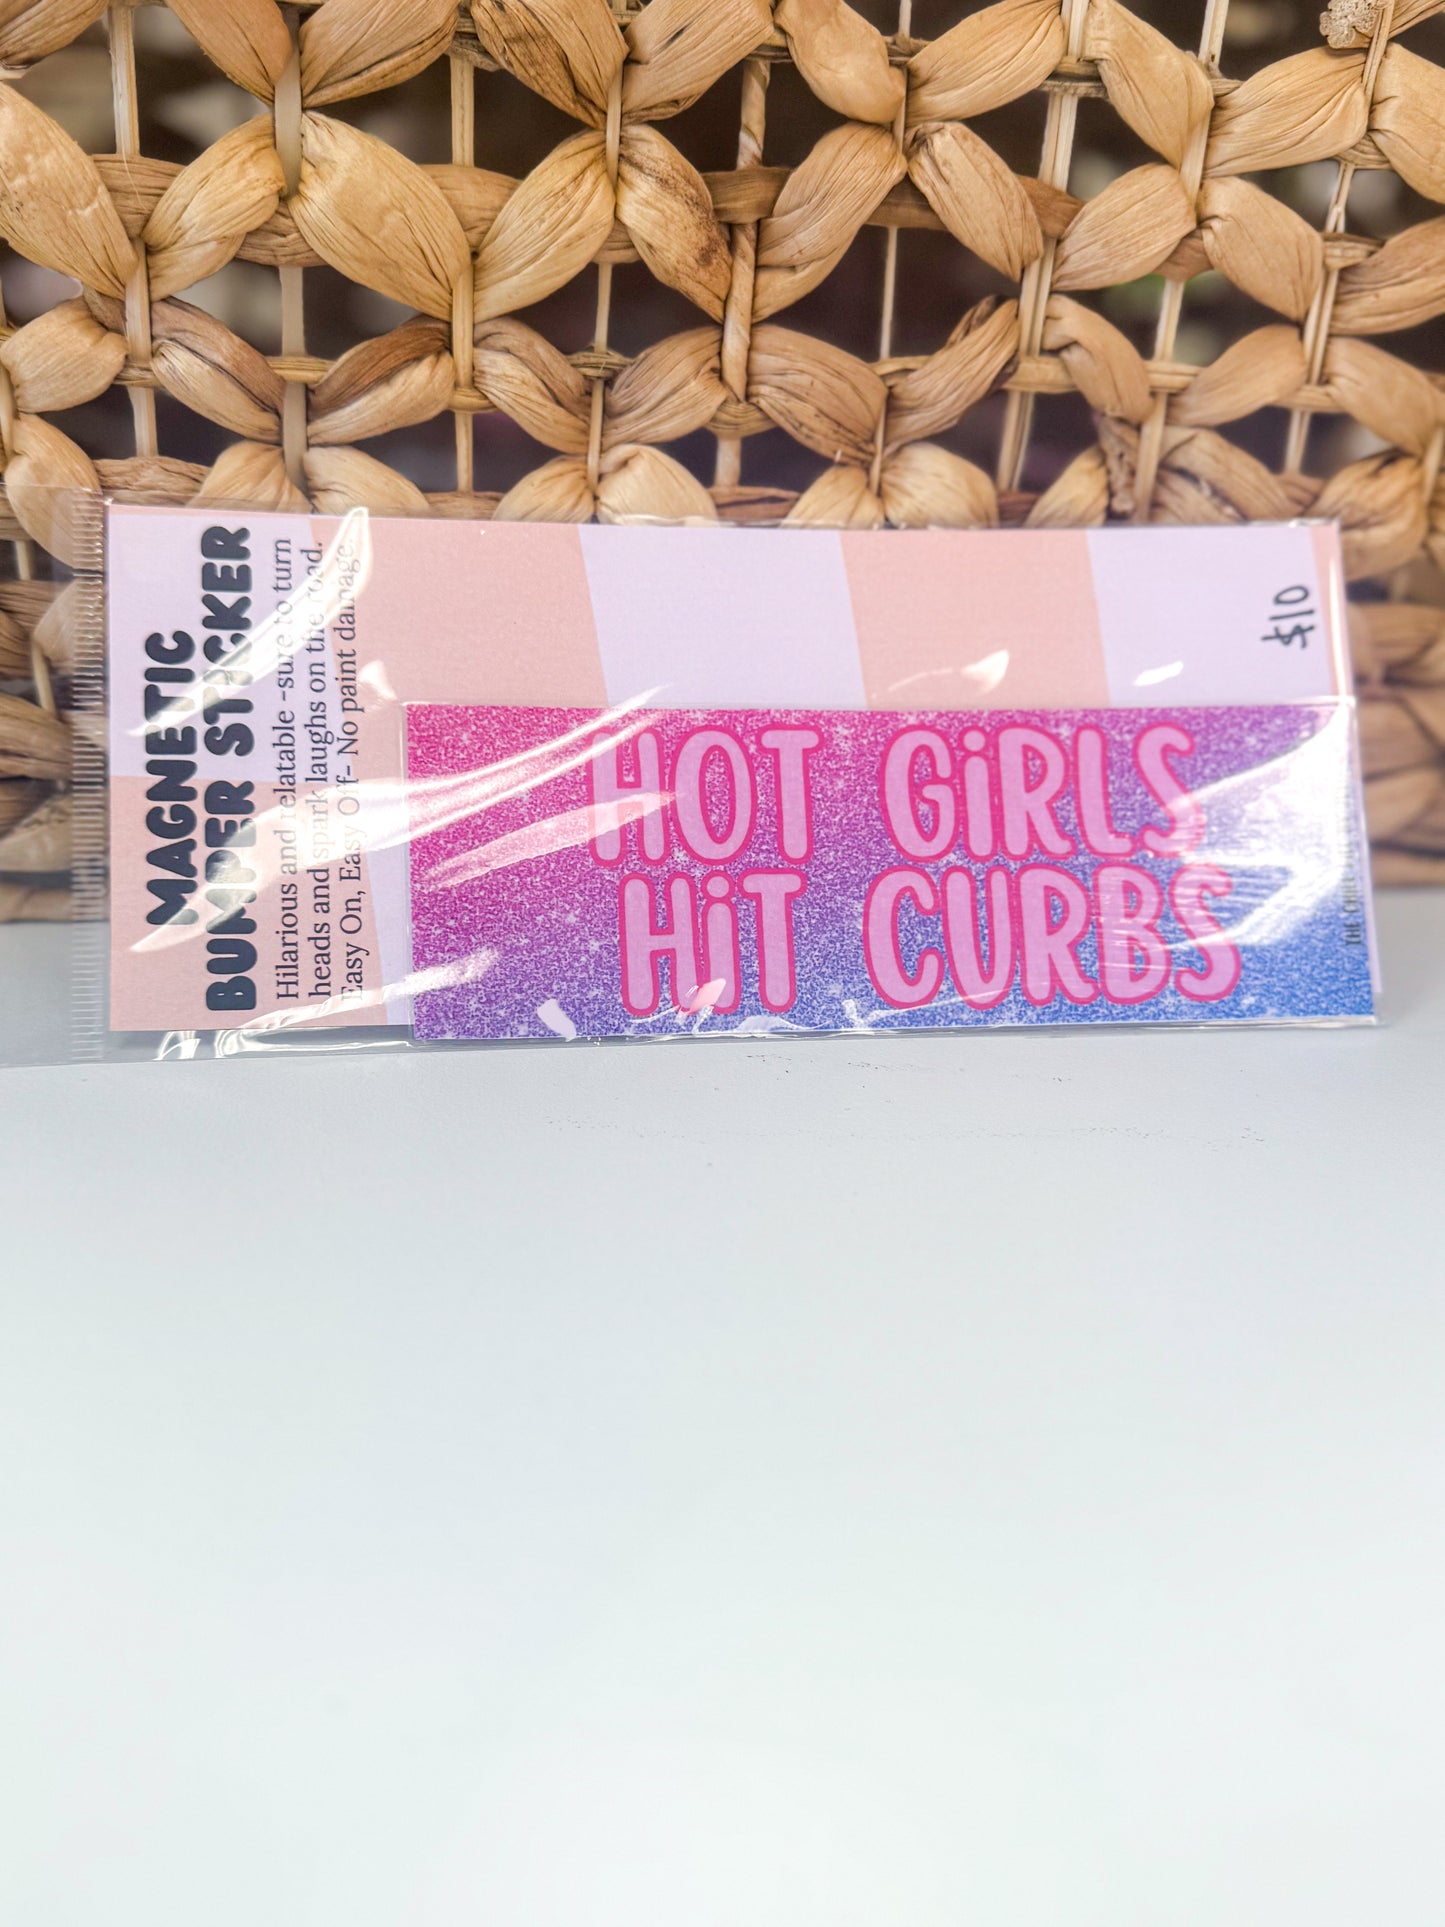 MAGNETIC
BUMPER STICKER
Hilarious and relatable -sure to turn
heads and spark laughs on the road.
Easy On, Easy Off- No paint damage.
$10
HOT GiRLS
HiT CURBS
THE